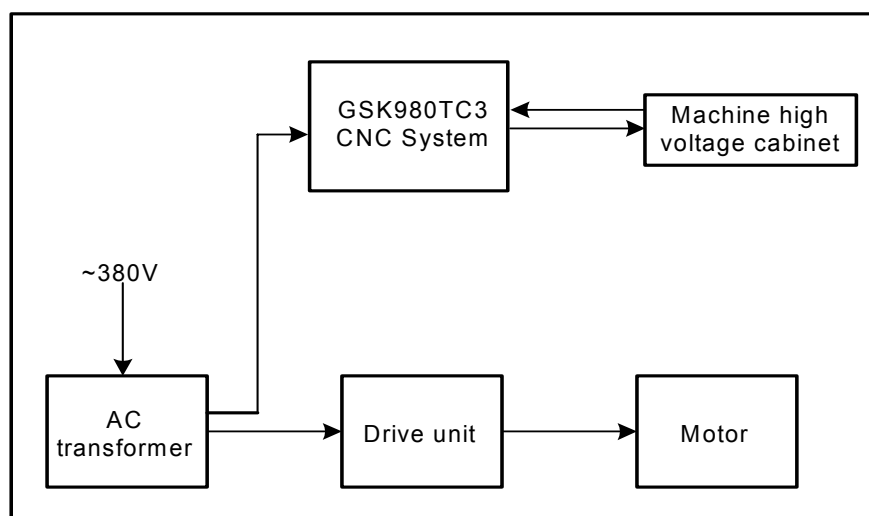 GSK980TC3
CNC System
Machine high
voltage cabinet
~380V
AC
transformer
Drive unit
Motor